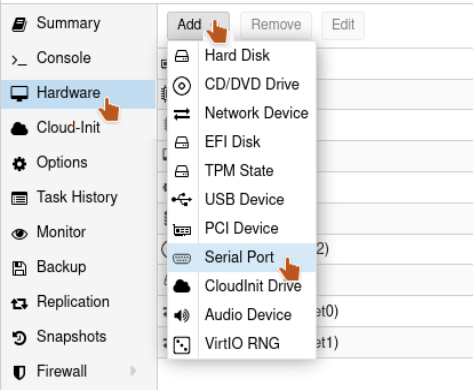 Summary
Console
Hardware
Cloud-Init
Options
Task History
Monitor
Backup
Replication
Snapshots
Firewall
Add
Remove
Edit
Hard Disk
CD/DVD Drive
Network Device
EFI Disk
TPM State
USB Device
PCI Device
Serial Port
CloudInit Drive
Audio Device
VirtIO RNG
2)
et0)
et1)